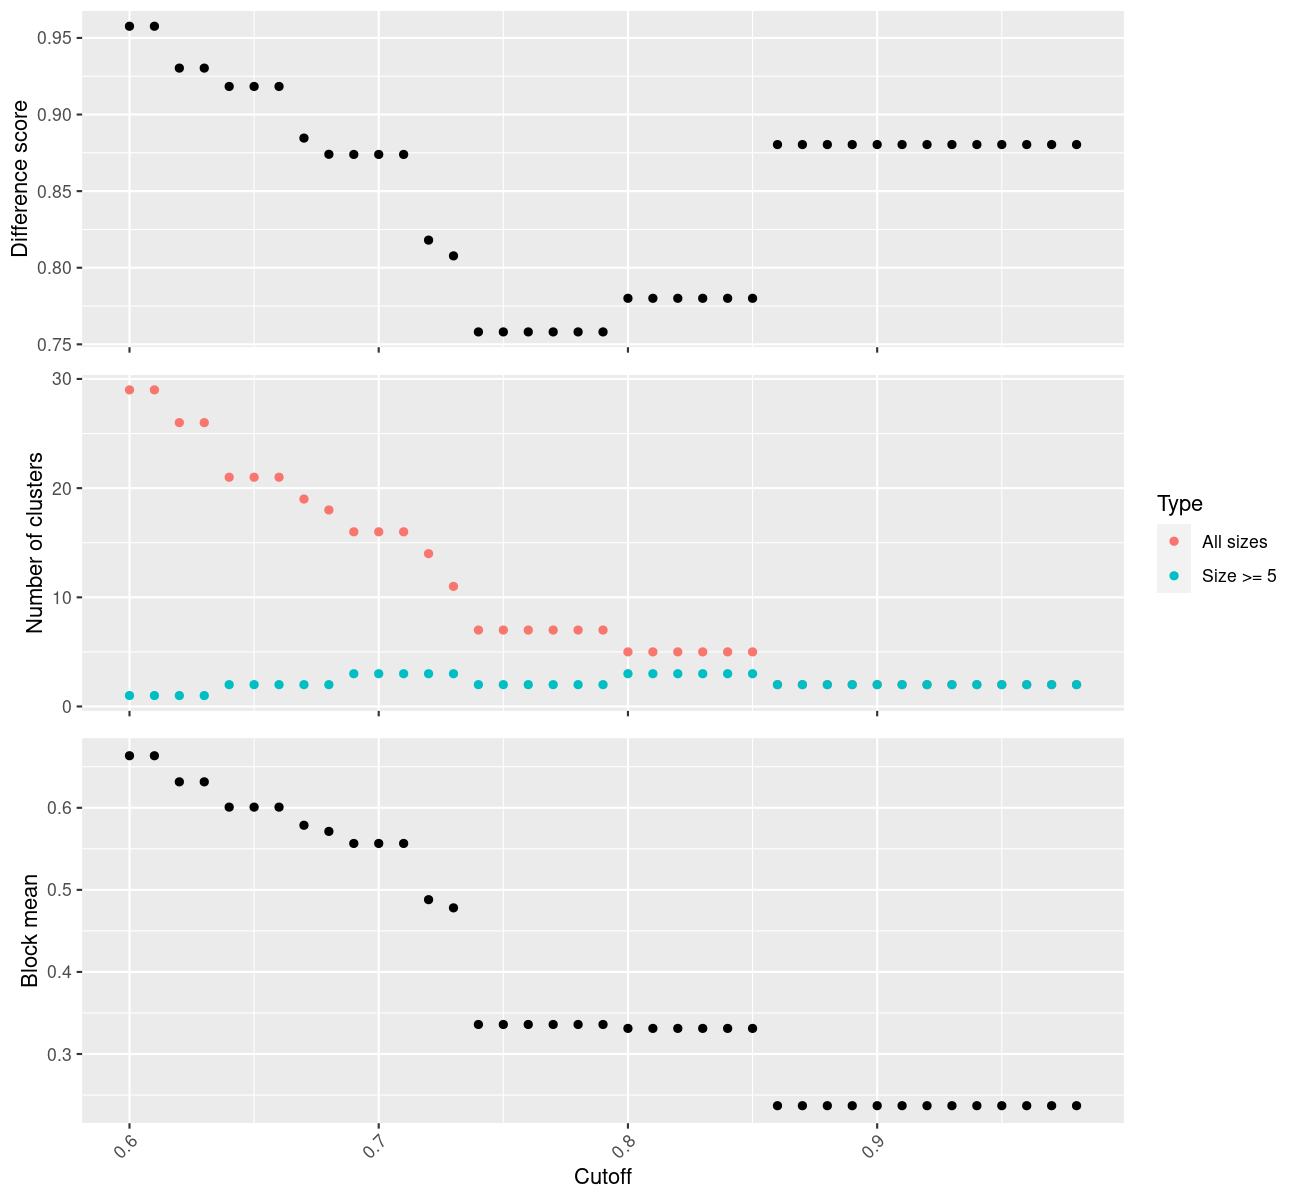 Difference score
0.95
0.90
0.85
0.80
0.75
Number of clusters
30
20
10
0
Type
All sizes
Size >= 5
Block mean
0.6
0.5
0.4
0.3
0.6 0.7 0.8 0.9
Cutoff